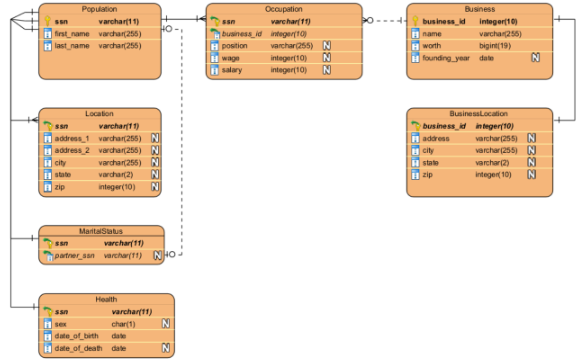 Population
ssn varchar(11)
first_name varchar(255)
last_name varchar(255)
Occupation
ssn varchar(11)
business_id integer(10)
position varchar(255) N
wage integer(10) N
salary integer(10) N
Business
business_id integer(10)
name varchar(255)
worth bigint(19)
founding_year date N
Location
ssn varchar(11)
address_1 varchar(255) N
address_2 varchar(255) N
city varchar(255) N
state varchar(2) N
zip integer(10) N
BusinessLocation
business_id integer(10)
address varchar(255) N
city varchar(255) N
state varchar(2) N
zip integer(10) N
MaritalStatus
ssn varchar(11)
partner_ssn varchar(11) N
Health
ssn varchar(11)
sex char(1) N
date_of_birth date
date_of_death date N